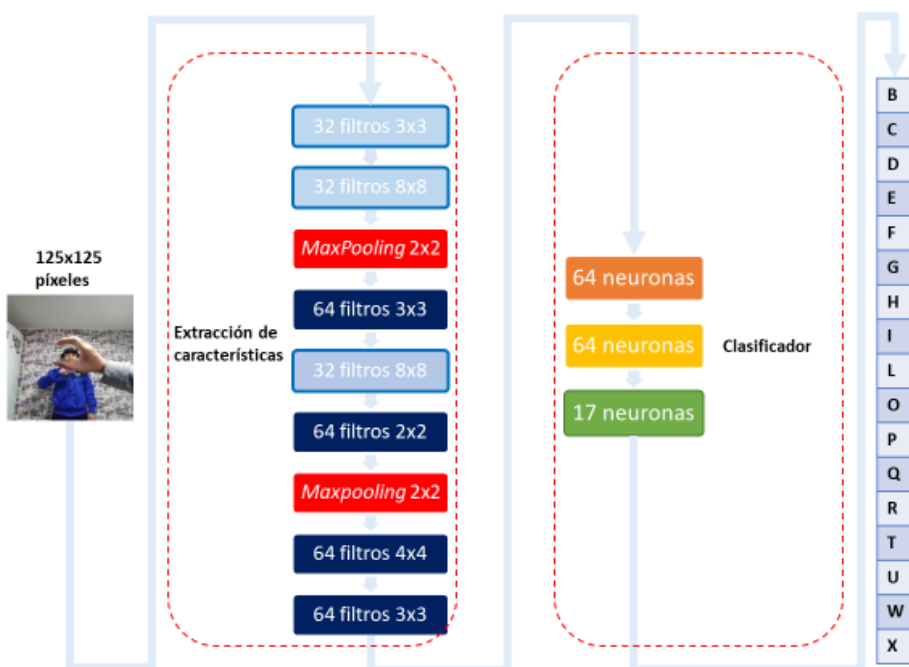 125x125
píxeles
Extracción de
características
32 filtros 3x3
32 filtros 8x8
MaxPooling 2x2
64 filtros 3x3
32 filtros 8x8
64 filtros 2x2
Maxpooling 2x2
64 filtros 4x4
64 filtros 3x3
64 neuronas
64 neuronas
17 neuronas
Clasificador
B
C
D
E
F
G
H
I
L
O
P
Q
R
T
U
W
X